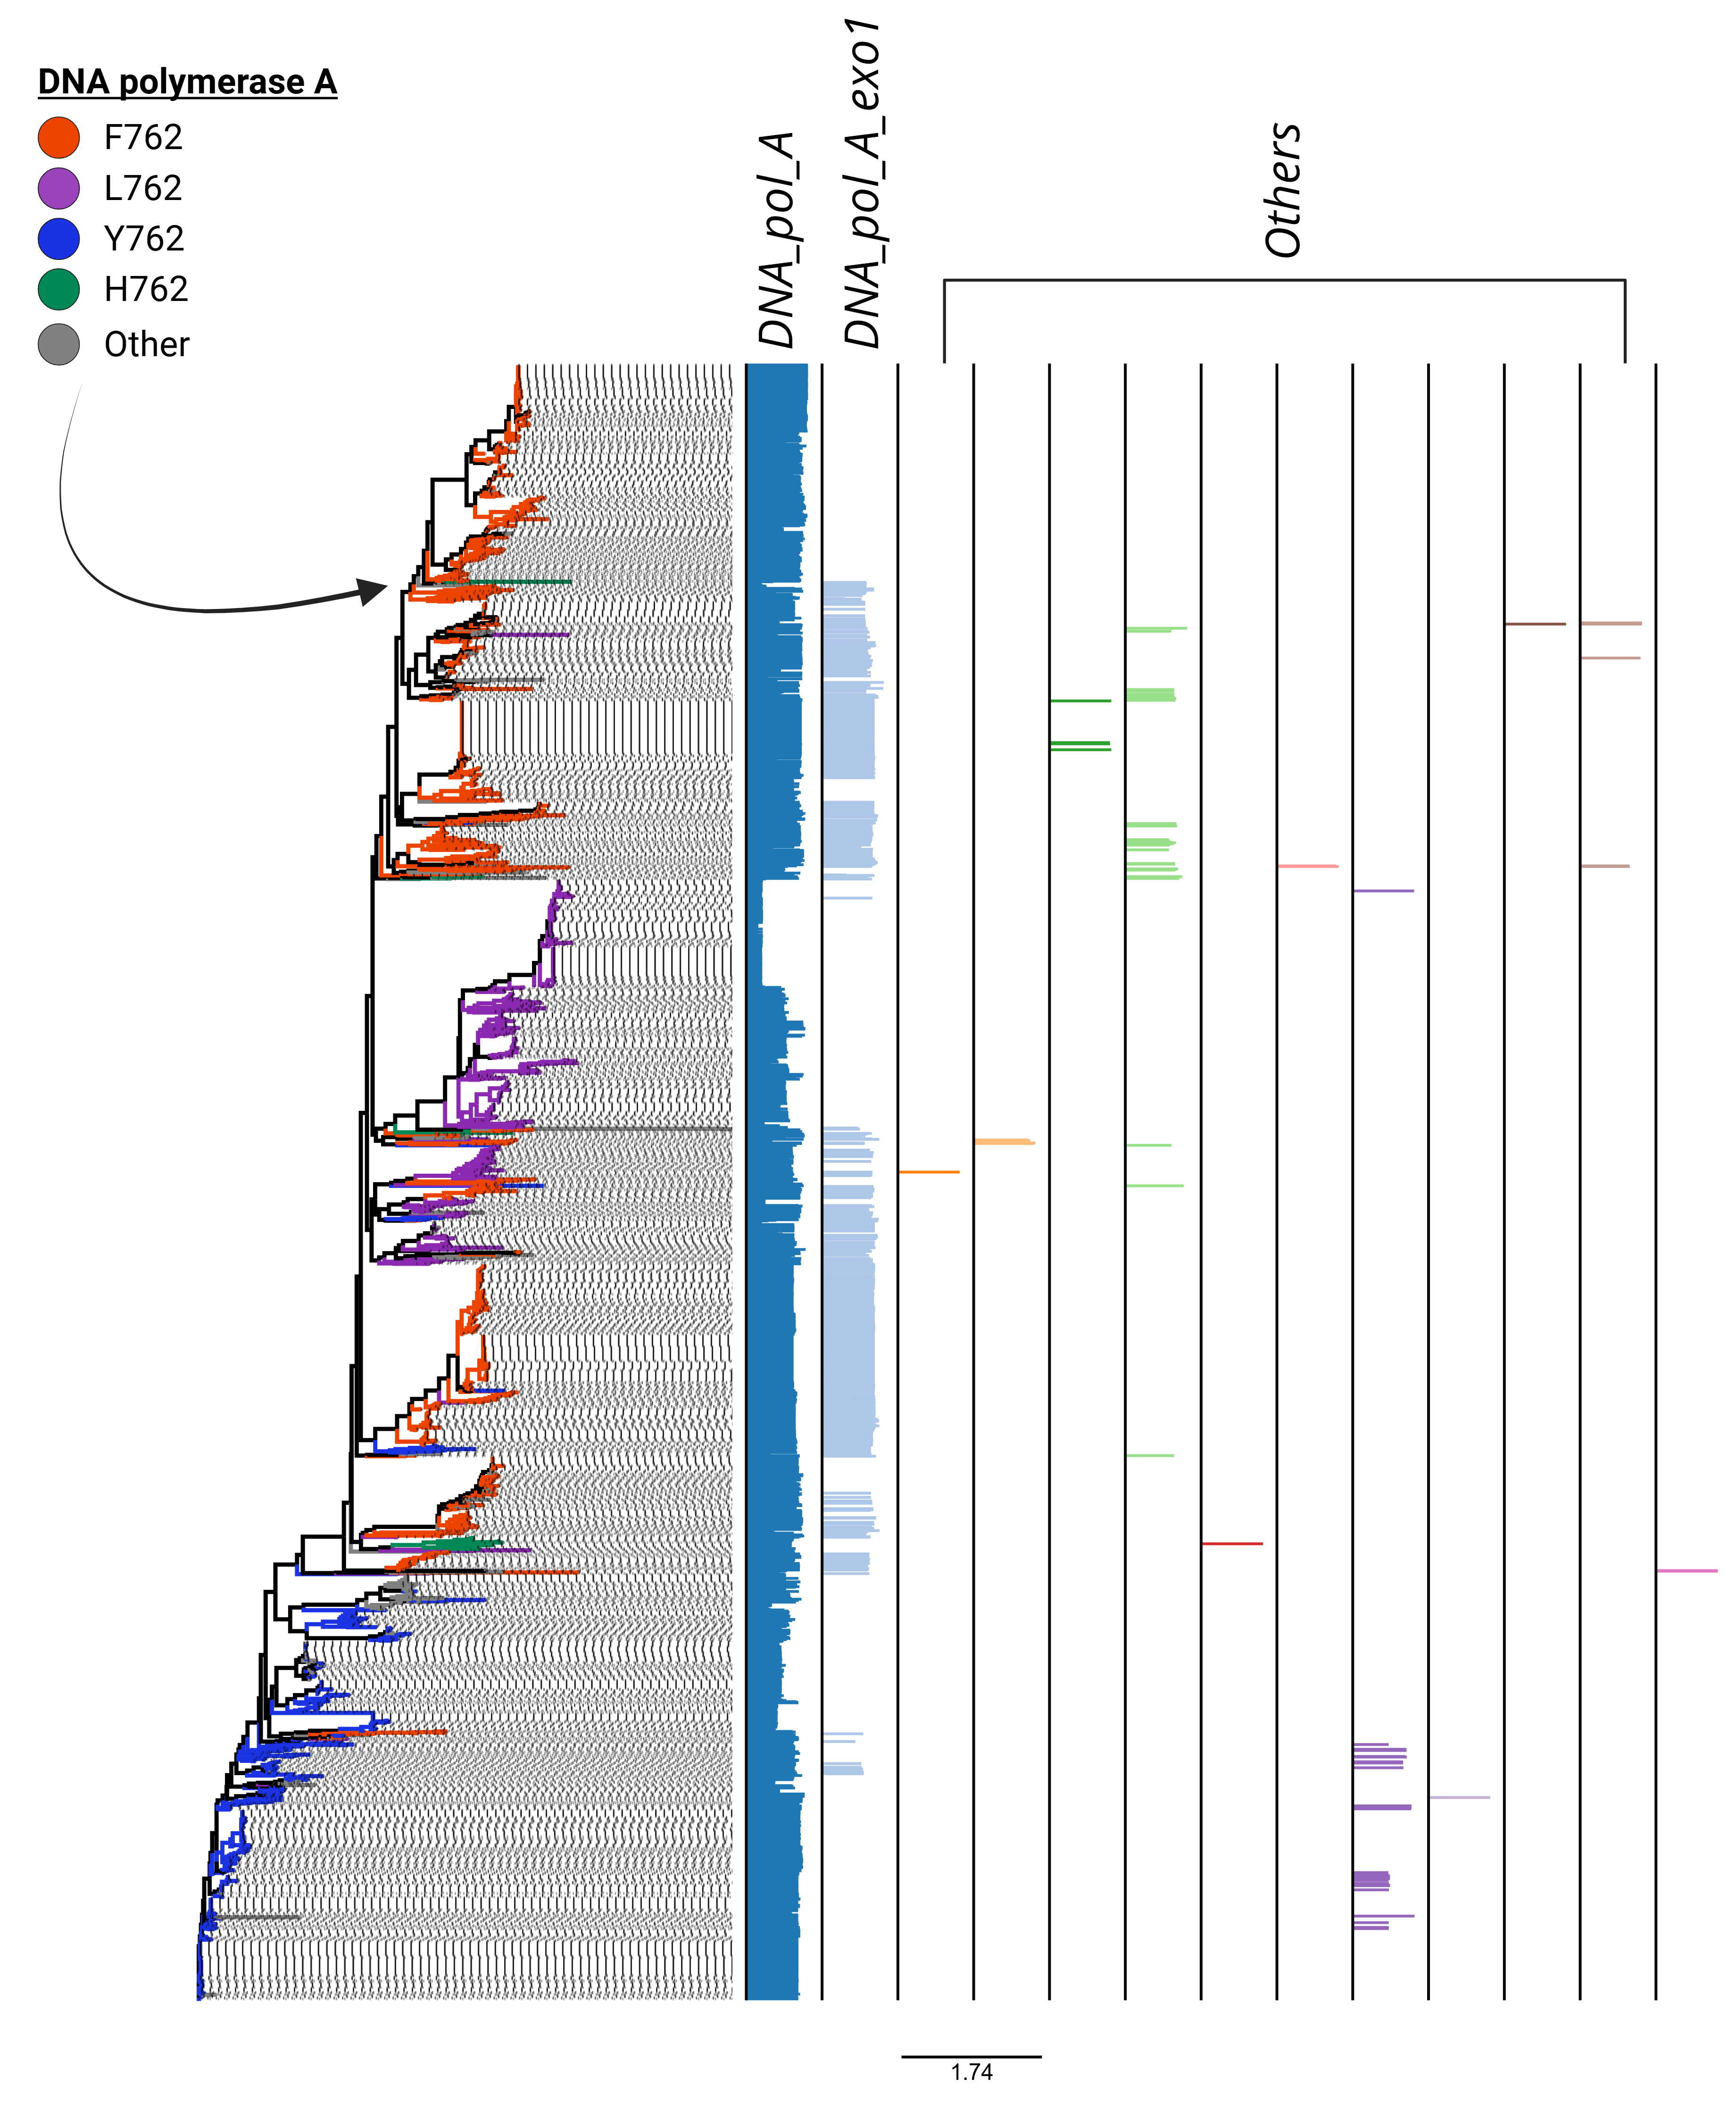 DNA polymerase A
F762
L762
Y762
H762
Other
DNA_pol_A
DNA_pol_A_exo1
Others
1.74